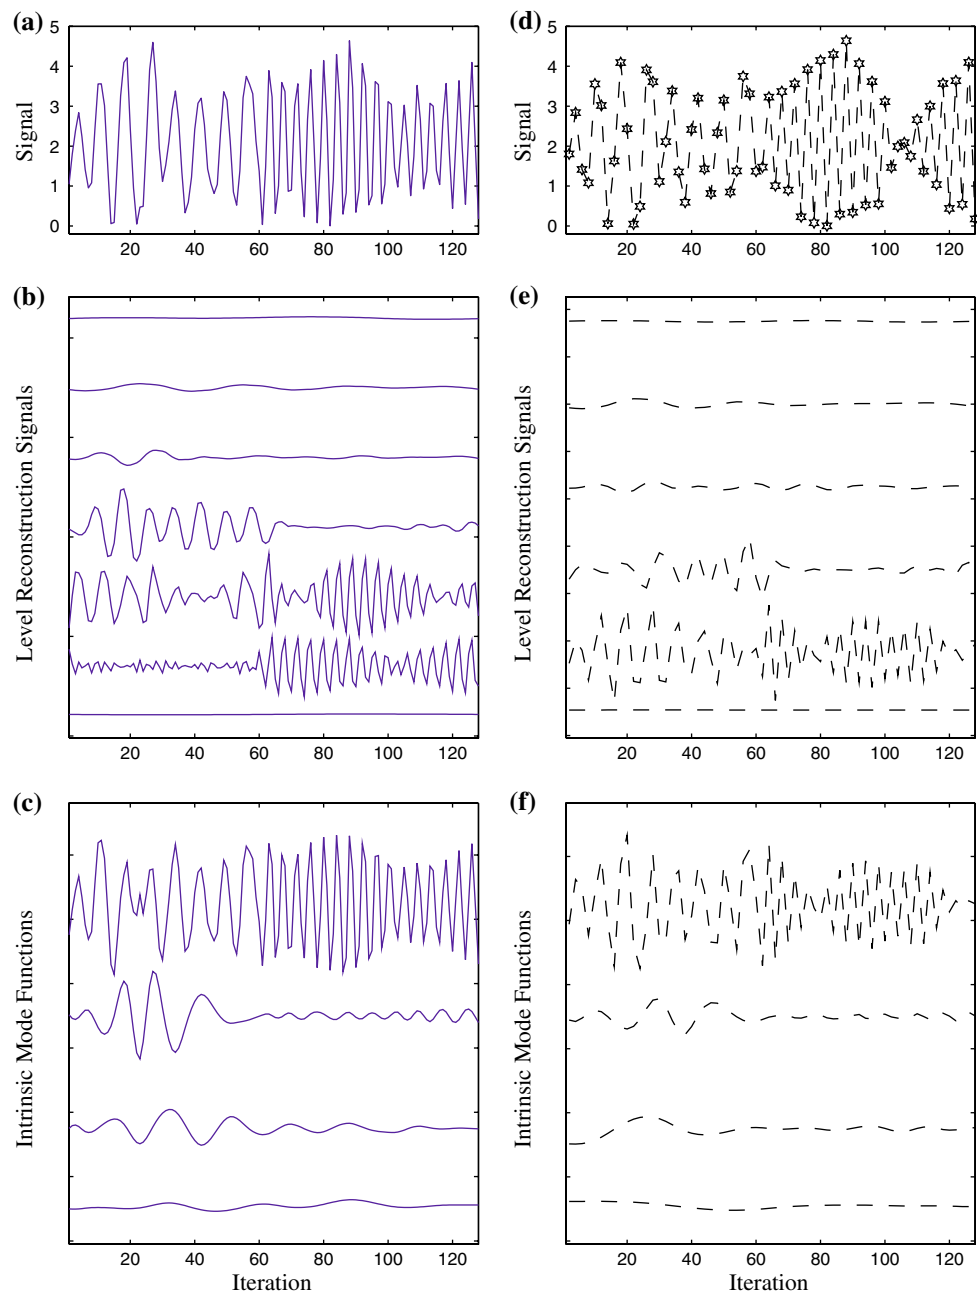 (a)
Signal
5
4
3
2
1
0
20 40 60 80 100 120
(d)
Signal
5
4
3
2
1
0
20 40 60 80 100 120
(b)
Level Reconstruction Signals
20 40 60 80 100 120
(e)
Level Reconstruction Signals
20 40 60 80 100 120
(c)
Intrinsic Mode Functions
20 40 60 80 100 120
Iteration
(f)
Intrinsic Mode Functions
20 40 60 80 100 120
Iteration